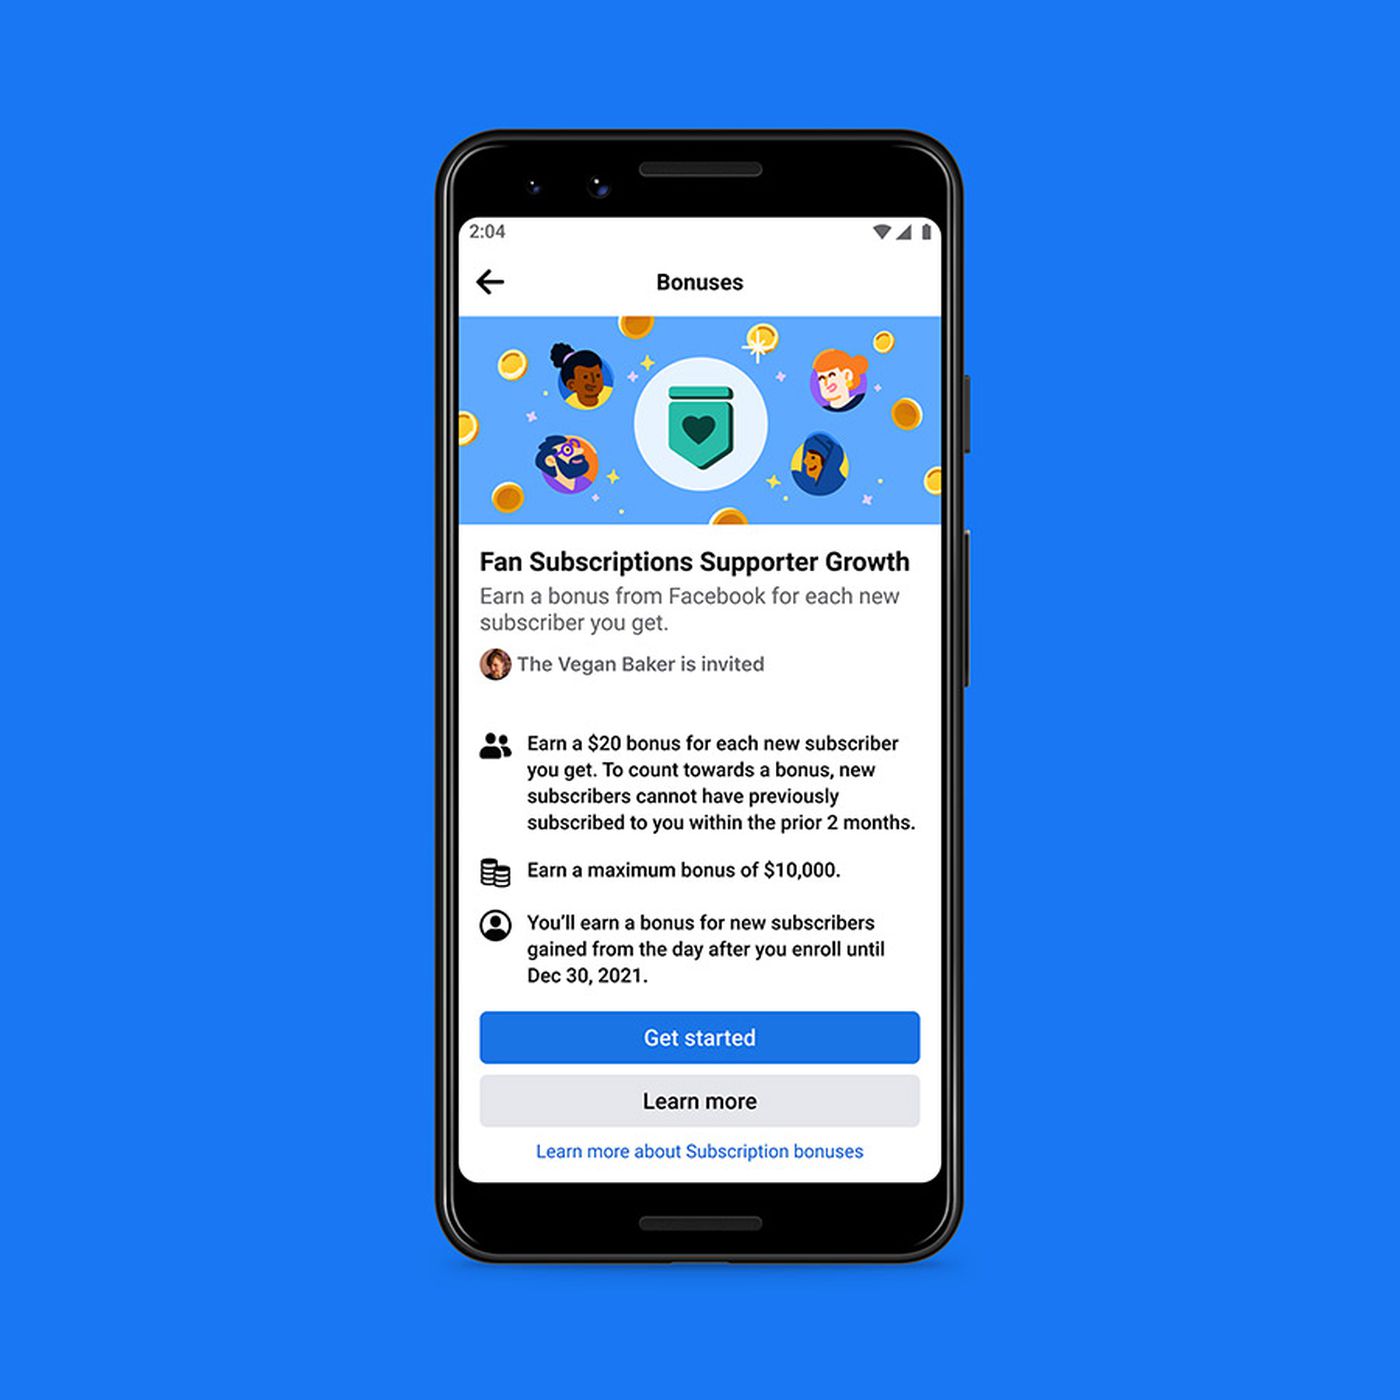 2:04
Bonuses
Fan Subscriptions Supporter Growth
Earn a bonus from Facebook for each new
subscriber you get.
The Vegan Baker is invited
Earn a $20 bonus for each new subscriber
you get. To count towards a bonus, new
subscribers cannot have previously
subscribed to you within the prior 2 months.
Earn a maximum bonus of $10,000.
You’ll earn a bonus for new subscribers
gained from the day after you enroll until
Dec 30, 2021.
Get started
Learn more
Learn more about Subscription bonuses